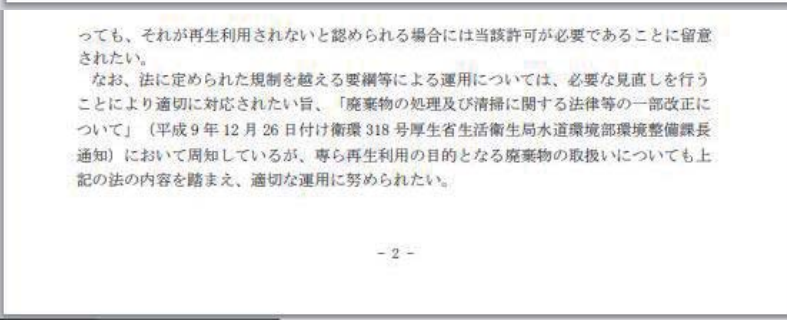 っても、それが再生利用されないと認められる場合には当該許可が必要であることに留意
されたい。
なお、法に定められた規制を越える要綱等による運用については、必要な見直しを行う
ことにより適切に対応されたい旨、「廃棄物の処理及び清掃に関する法律等の一部改正に
ついて」（平成9年12月26日付け衛環318号厚生省生活衛生局水道環境部環境整備課長
通知）において周知しているが、専ら再生利用の目的となる廃棄物の取扱いについても上
記の法の内容を踏まえ、適切な運用に努められたい。
- 2 -